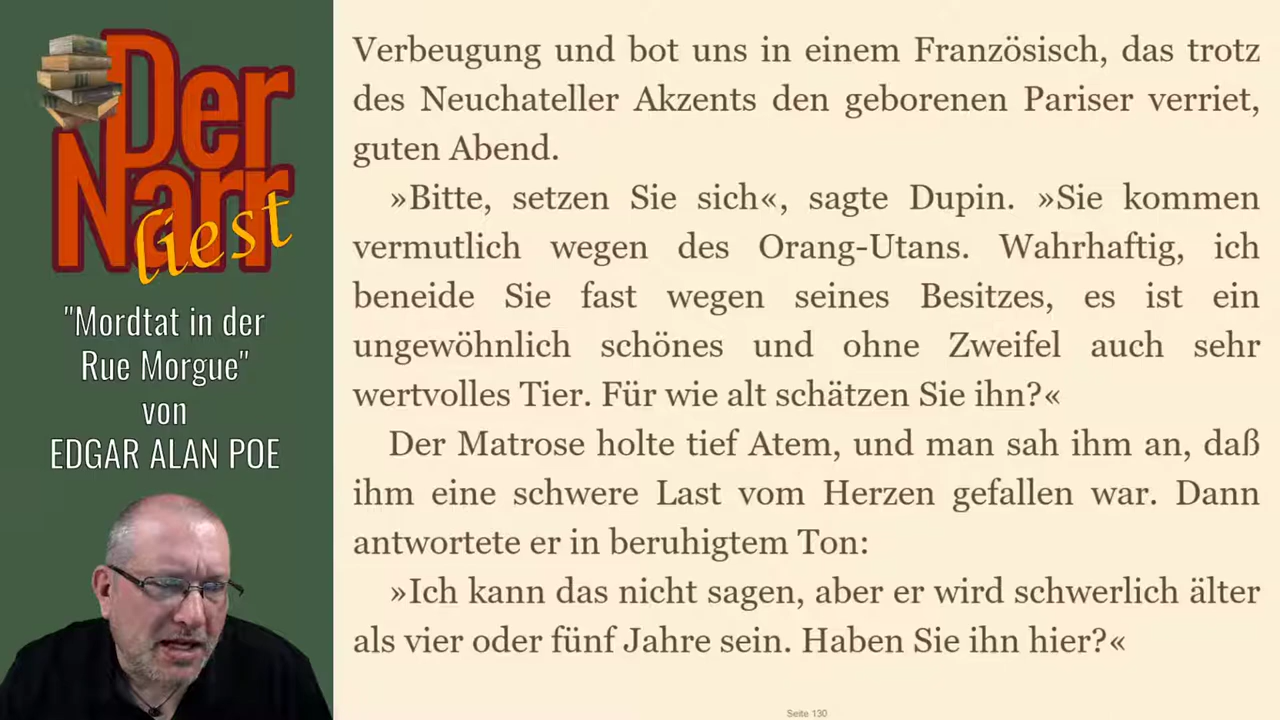 Der
Narr
liest
"Mordtat in der
Rue Morgue"
von
EDGAR ALAN POE
Verbeugung und bot uns in einem Französisch, das trotz
des Neuchateller Akzents den geborenen Pariser verriet,
guten Abend.
»Bitte, setzen Sie sich«, sagte Dupin. »Sie kommen
vermutlich wegen des Orang-Utans. Wahrhaftig, ich
beneide Sie fast wegen seines Besitzes, es ist ein
ungewöhnlich schönes und ohne Zweifel auch sehr
wertvolles Tier. Für wie alt schätzen Sie ihn?«
Der Matrose holte tief Atem, und man sah ihm an, daß
ihm eine schwere Last vom Herzen gefallen war. Dann
antwortete er in beruhigtem Ton:
»Ich kann das nicht sagen, aber er wird schwerlich älter
als vier oder fünf Jahre sein. Haben Sie ihn hier?«
Seite 130